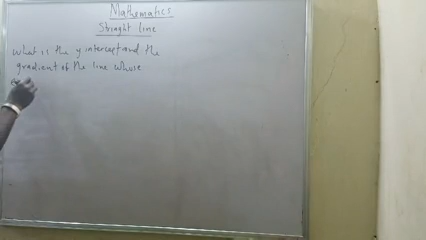 Mathematics
Straight line
what is the y intercept and the
gradient of the line whose